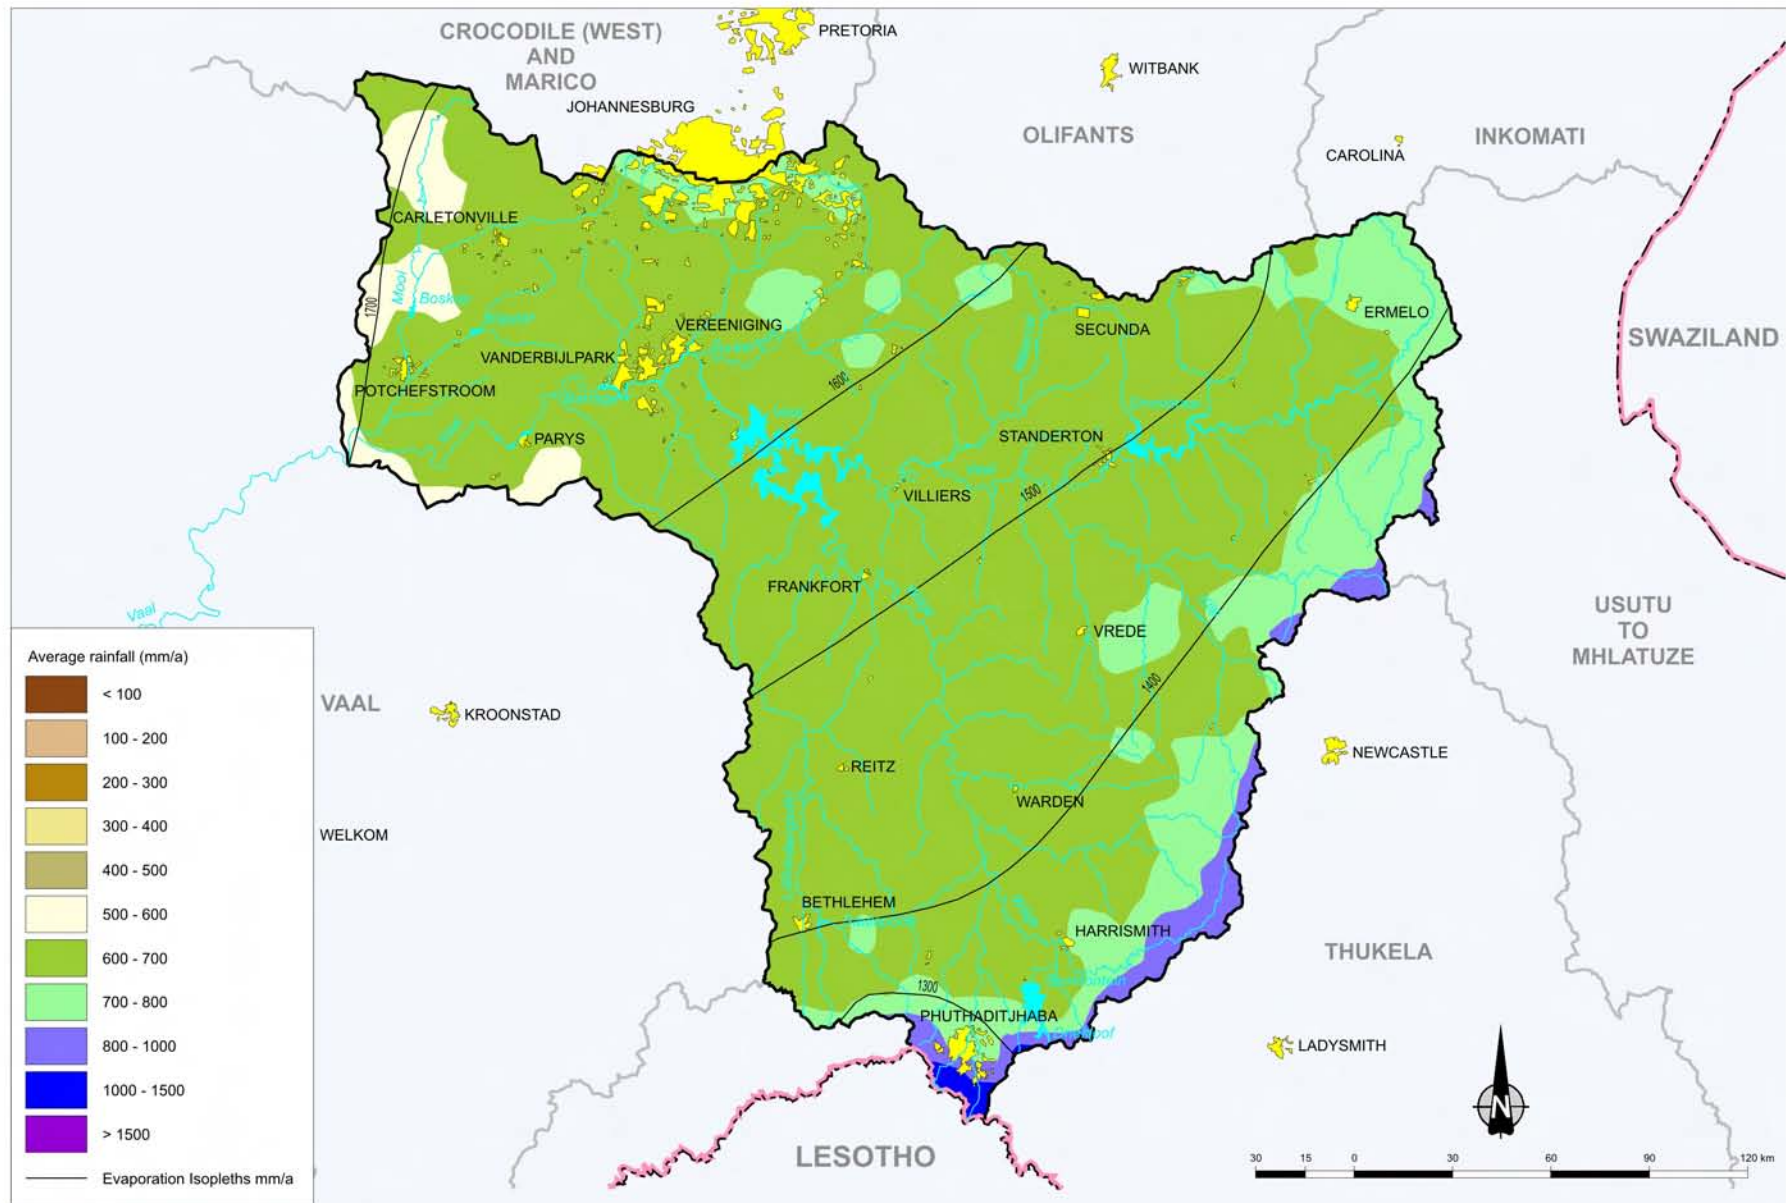 CROCODILE (WEST)
AND
MARICO
PRETORIA
WITBANK
JOHANNESBURG
OLIFANTS
INKOMATI
CAROLINA
CARLETONVILLE
Mooi
Boskop
1700
ERMELO
VEREENIGING
SECUNDA
SWAZILAND
VANDERBIJLPARK
POTCHEFSTROOM
1600
PARYS
STANDERTON
Vaal
1500
VILLIERS
FRANKFORT
Vaal
VREDE
USUTU
TO
MHLATUZE
1400
Average rainfall (mm/a)
< 100
100 - 200
200 - 300
300 - 400
400 - 500
500 - 600
600 - 700
700 - 800
800 - 1000
1000 - 1500
> 1500
Evaporation Isopleths mm/a
VAAL
KROONSTAD
NEWCASTLE
REITZ
WARDEN
WELKOM
BETHLEHEM
HARRISMITH
THUKELA
1300
PHUTHADITJHABA
LADYSMITH
N
LESOTHO
30 15 0 30 60 90 120 km